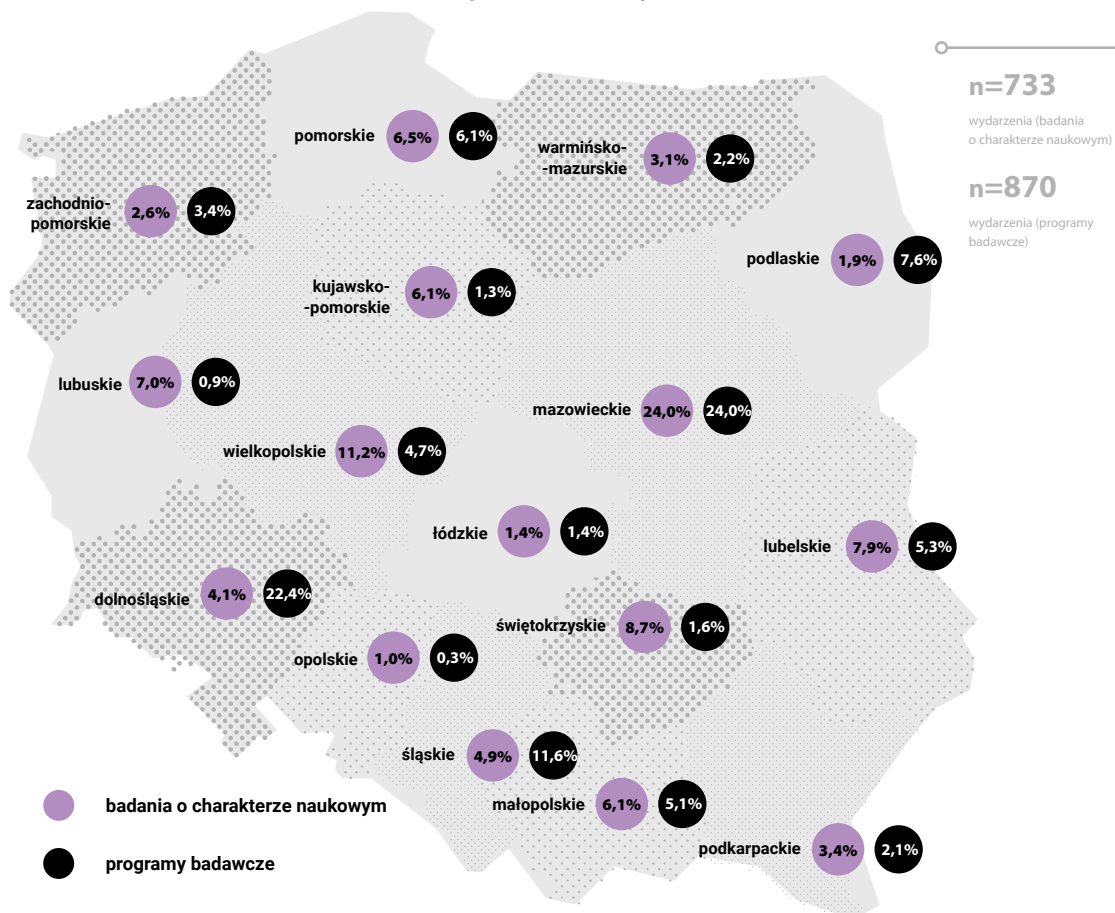 n=733
wydarzenia (badania
o charakterze naukowym)
n=870
wydarzenia (programy
badawcze)
pomorskie 6,5% 6,1%
warmińsko-
-mazurskie 3,1% 2,2%
zachodnio-
pomorskie 2,6% 3,4%
podlaskie 1,9% 7,6%
kujawsko-
-pomorskie 6,1% 1,3%
lubuskie 7,0% 0,9%
mazowieckie 24,0% 24,0%
wielkopolskie 11,2% 4,7%
łódzkie 1,4% 1,4%
lubelskie 7,9% 5,3%
dolnośląskie 4,1% 22,4%
świętokrzyskie 8,7% 1,6%
opolskie 1,0% 0,3%
śląskie 4,9% 11,6%
małopolskie 6,1% 5,1%
podkarpackie 3,4% 2,1%
badania o charakterze naukowym
programy badawcze